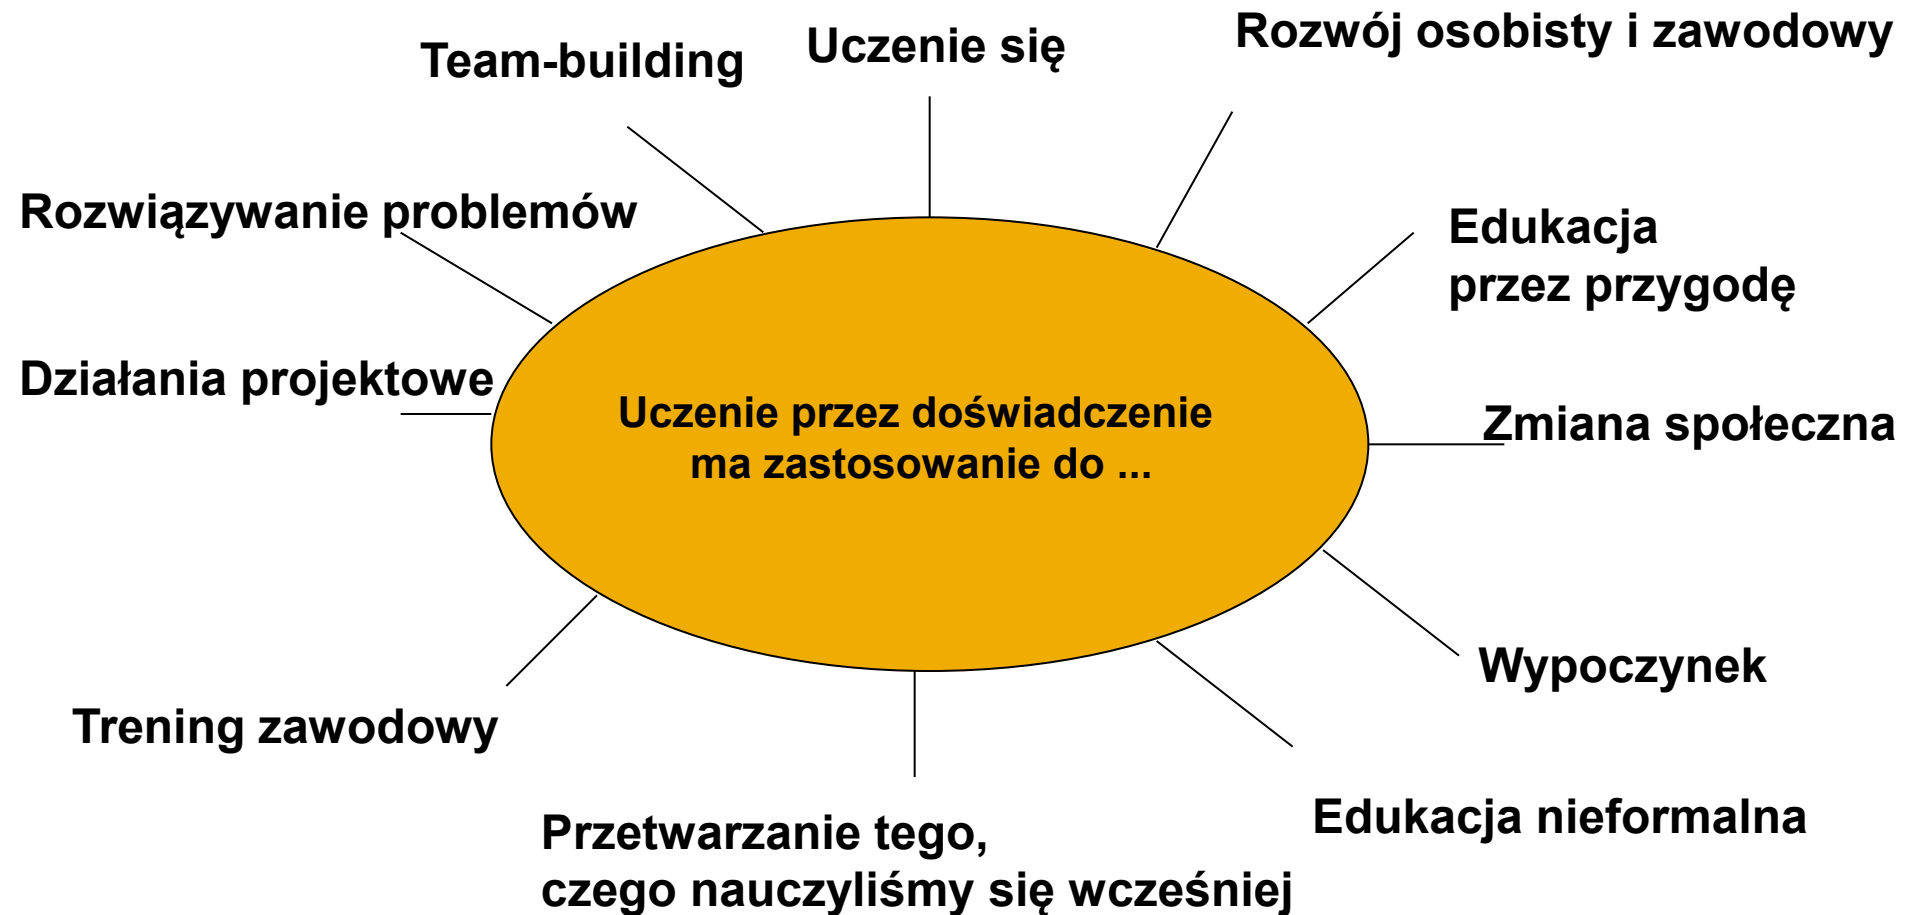 Team-building
Uczenie się
Rozwój osobisty i zawodowy
Rozwiązywanie problemów
Edukacja
przez przygodę
Działania projektowe
Uczenie przez doświadczenie
ma zastosowanie do ...
Zmiana społeczna
Wypoczynek
Trening zawodowy
Edukacja nieformalna
Przetwarzanie tego,
czego nauczyliśmy się wcześniej